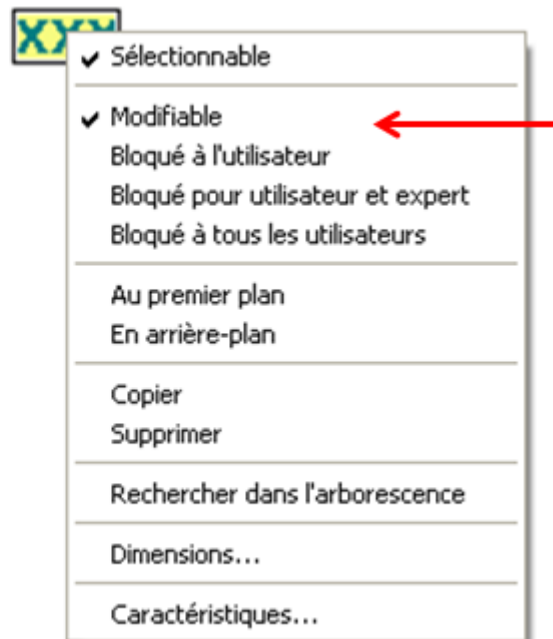 XXX
Sélectionnable
Modifiable
Bloqué à l'utilisateur
Bloqué pour utilisateur et expert
Bloqué à tous les utilisateurs
Au premier plan
En arrière-plan
Copier
Supprimer
Rechercher dans l'arborescence
Dimensions...
Caractéristiques...